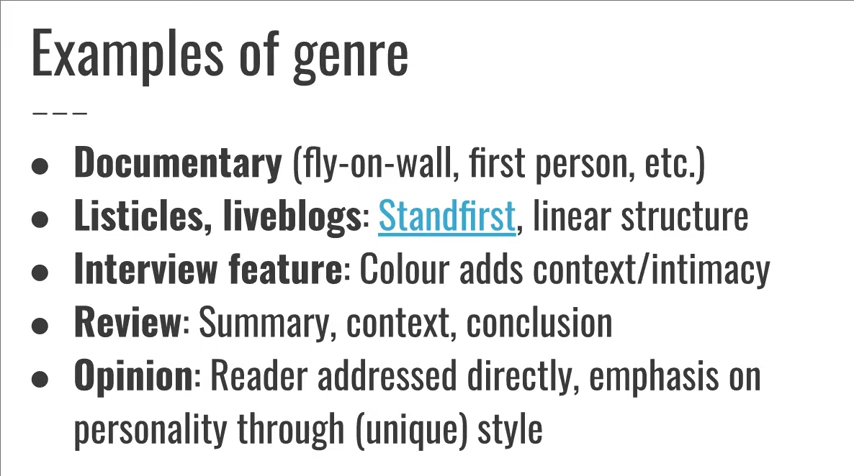 Examples of genre
___
● Documentary (fly-on-wall, first person, etc.)
● Listicles, liveblogs: Standfirst, linear structure
● Interview feature: Colour adds context/intimacy
● Review: Summary, context, conclusion
● Opinion: Reader addressed directly, emphasis on
personality through (unique) style